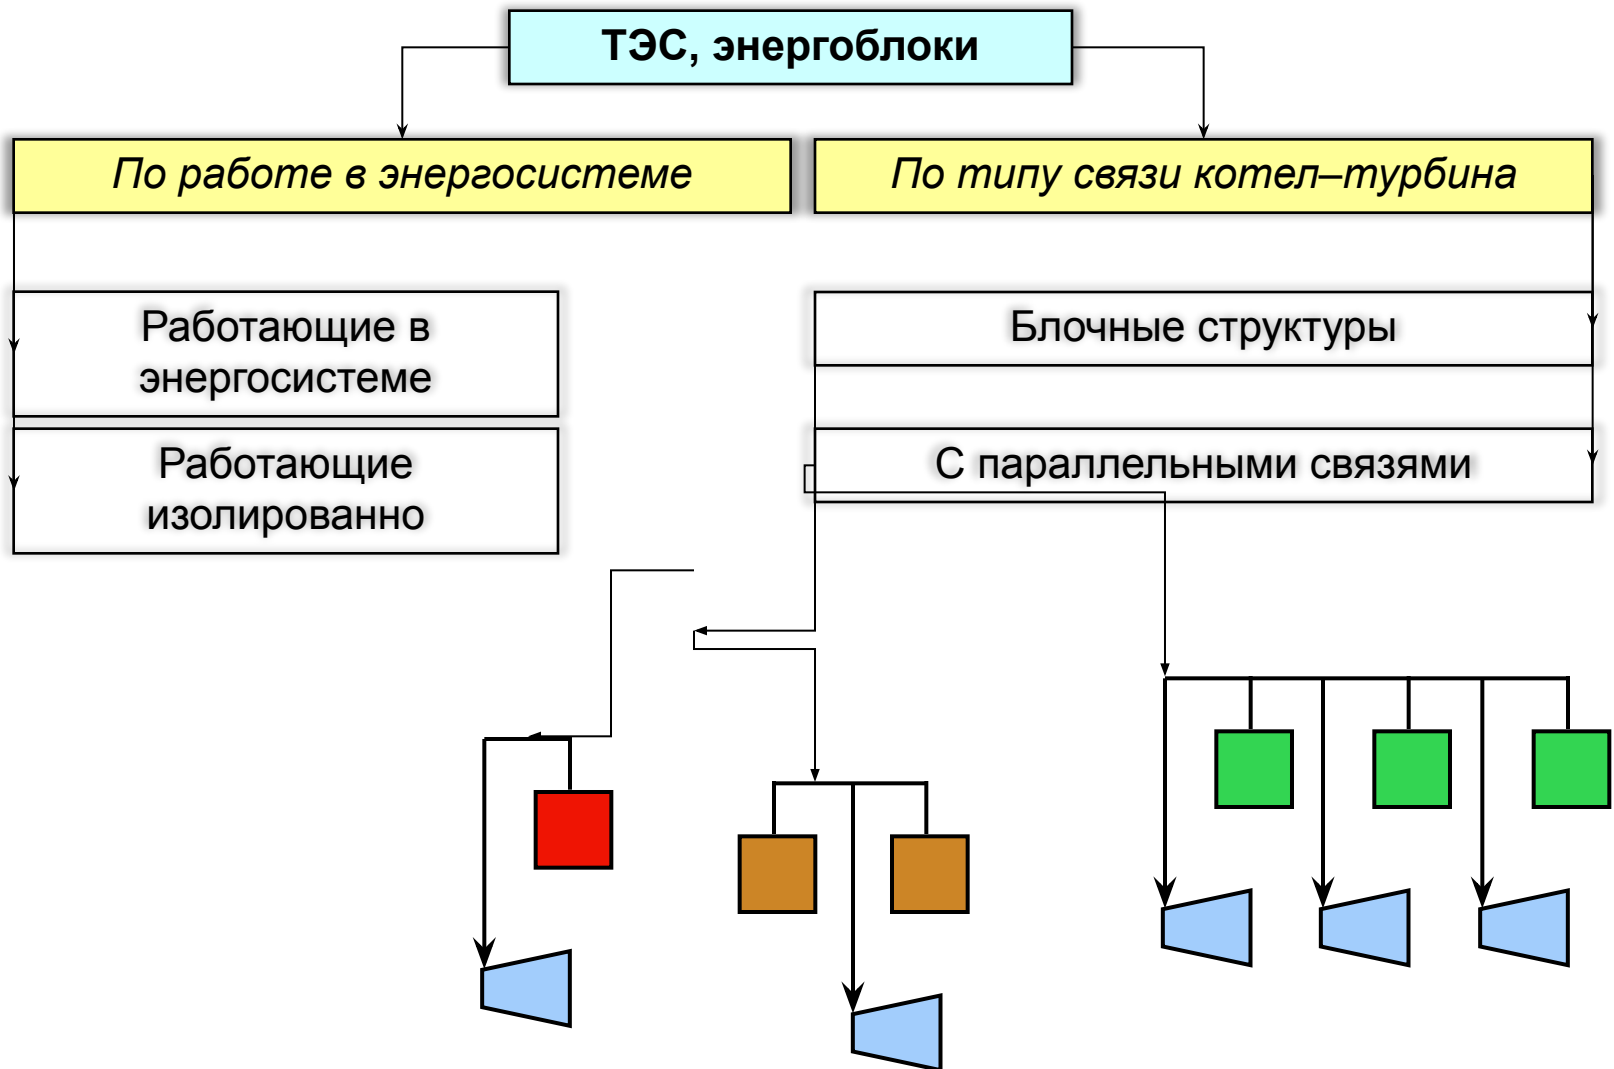 ТЭС, энергоблоки
По работе в энергосистеме
По типу связи котел–турбина
Работающие в
энергосистеме
Блочные структуры
Работающие
изолированно
С параллельными связями